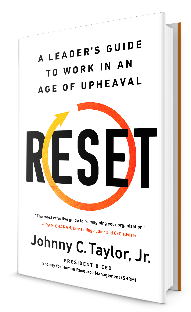 A LEADER'S GUIDE
TO WORK IN AN
AGE OF UPHEAVAL
RESET
Johnny C. Taylor, Jr.
PRESIDENT & CEO